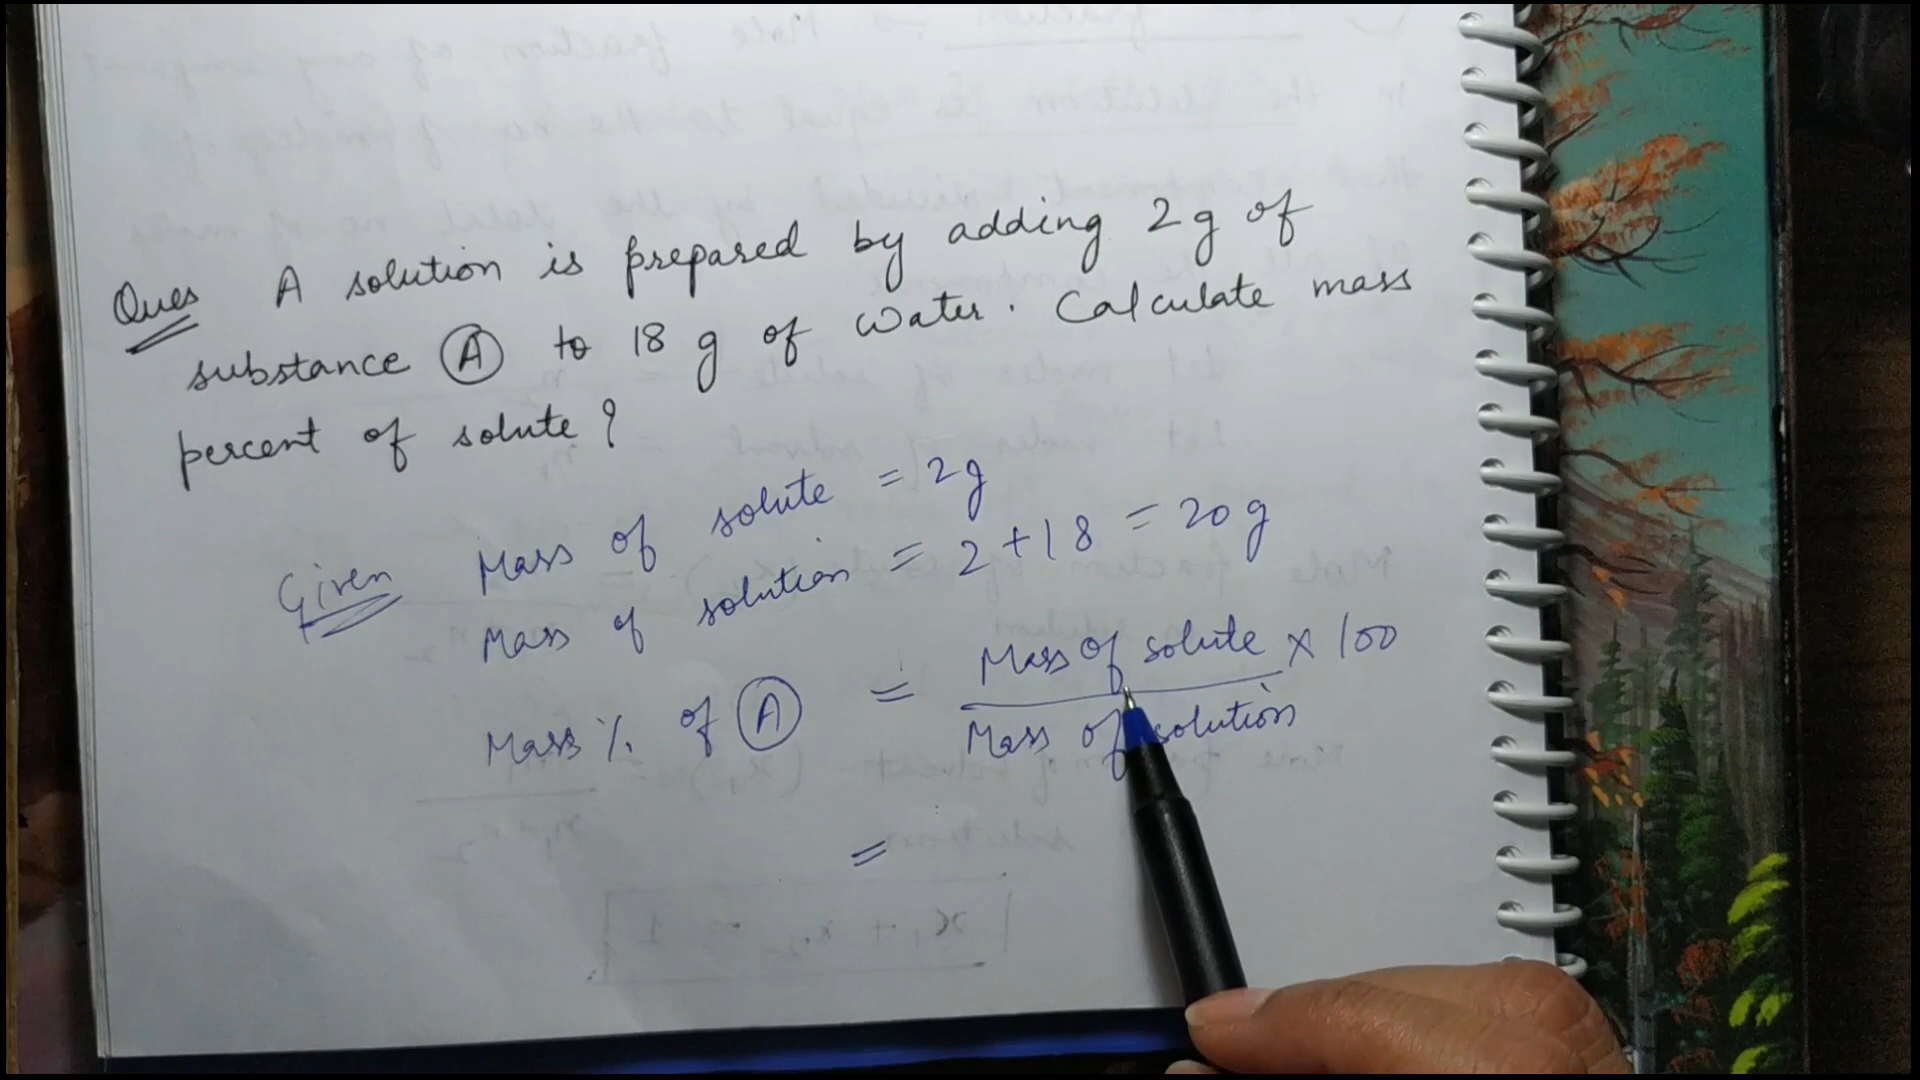 Ques A solution is prepared by adding 2g of
substance A to 18 g of water. Calculate mass
percent of solute?
Given Mass of solute = 2g
Mass of solution = 2 + 18 = 20g
Mass % of A = Mass of solute × 100
Mass of solution
=